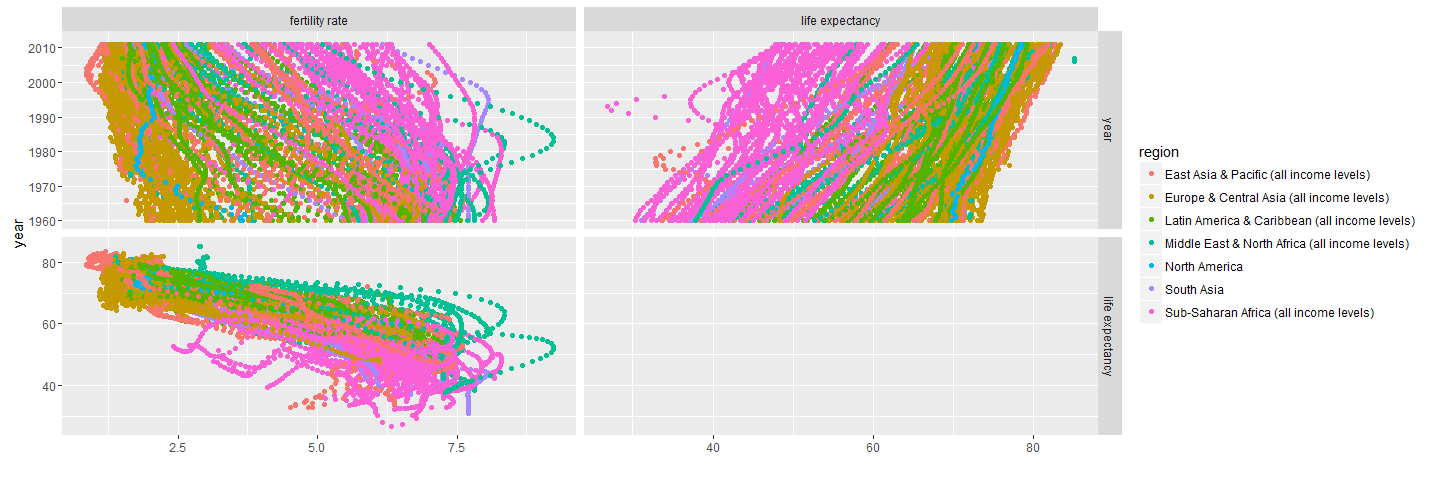 fertility rate
life expectancy
2010
2000
1990
1980
1970
1960
year
year
80
60
40
life expectancy
2.5
5.0
7.5
40
60
80
region
East Asia & Pacific (all income levels)
Europe & Central Asia (all income levels)
Latin America & Caribbean (all income levels)
Middle East & North Africa (all income levels)
North America
South Asia
Sub-Saharan Africa (all income levels)